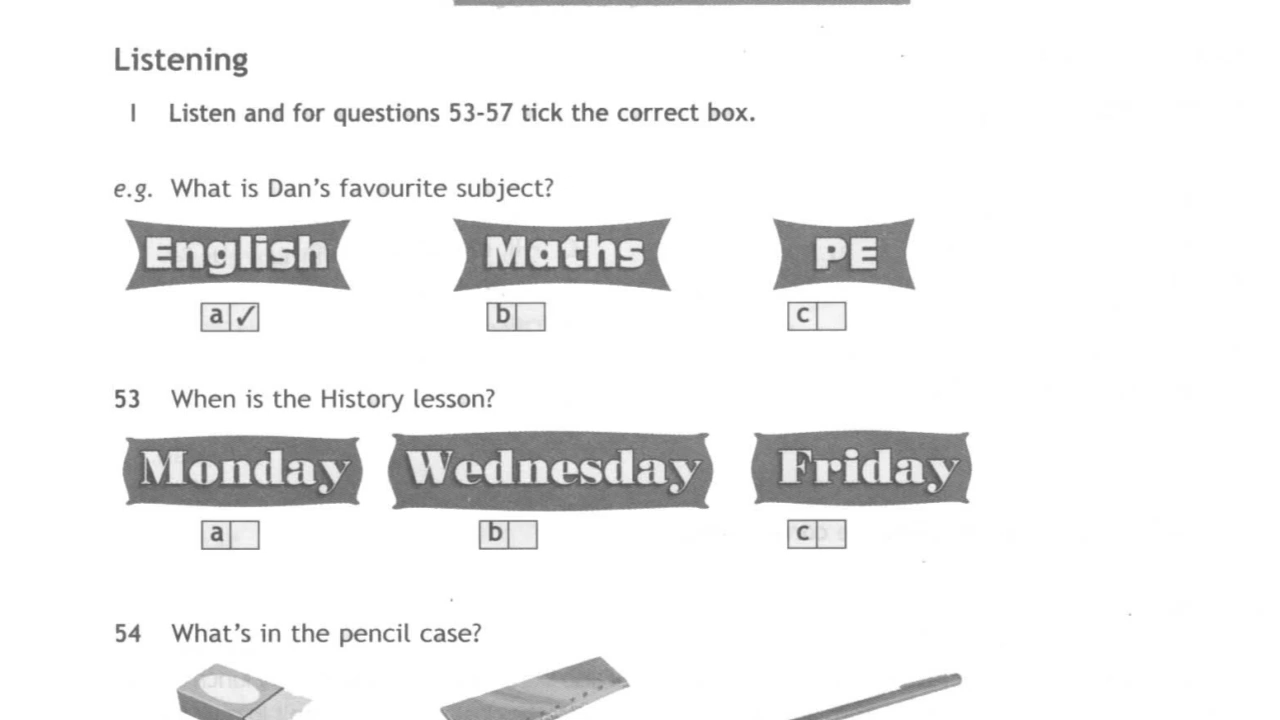 Listening
I Listen and for questions 53-57 tick the correct box.
e.g. What is Dan's favourite subject?
English Maths PE
a ✓ b c
53 When is the History lesson?
Monday Wednesday Friday
a b c
54 What's in the pencil case?